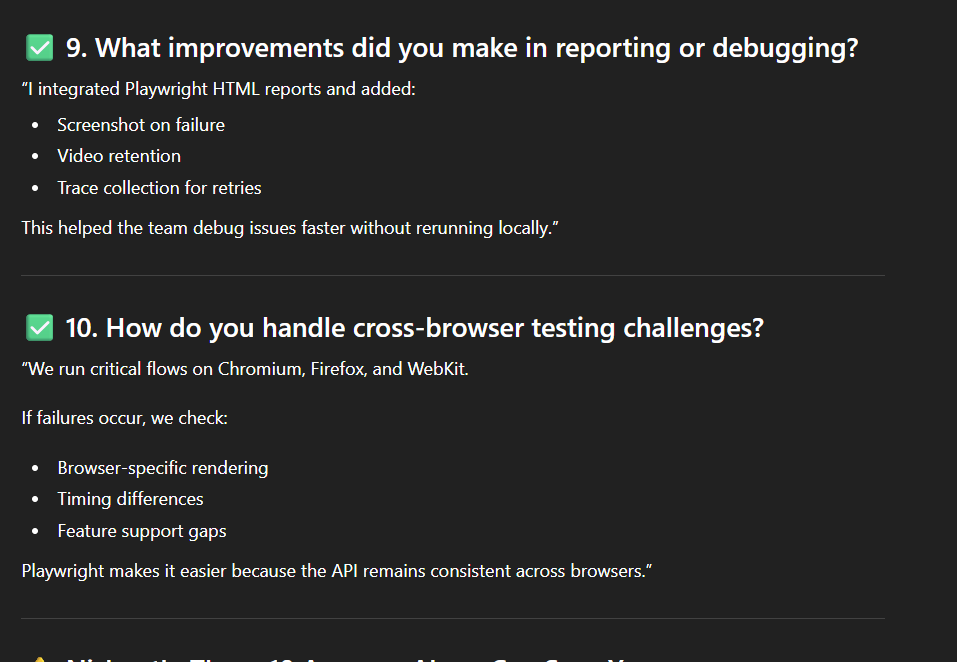 ✅ 9. What improvements did you make in reporting or debugging?
“I integrated Playwright HTML reports and added:
• Screenshot on failure
• Video retention
• Trace collection for retries
This helped the team debug issues faster without rerunning locally.”
✅ 10. How do you handle cross-browser testing challenges?
“We run critical flows on Chromium, Firefox, and WebKit.
If failures occur, we check:
• Browser-specific rendering
• Timing differences
• Feature support gaps
Playwright makes it easier because the API remains consistent across browsers.”